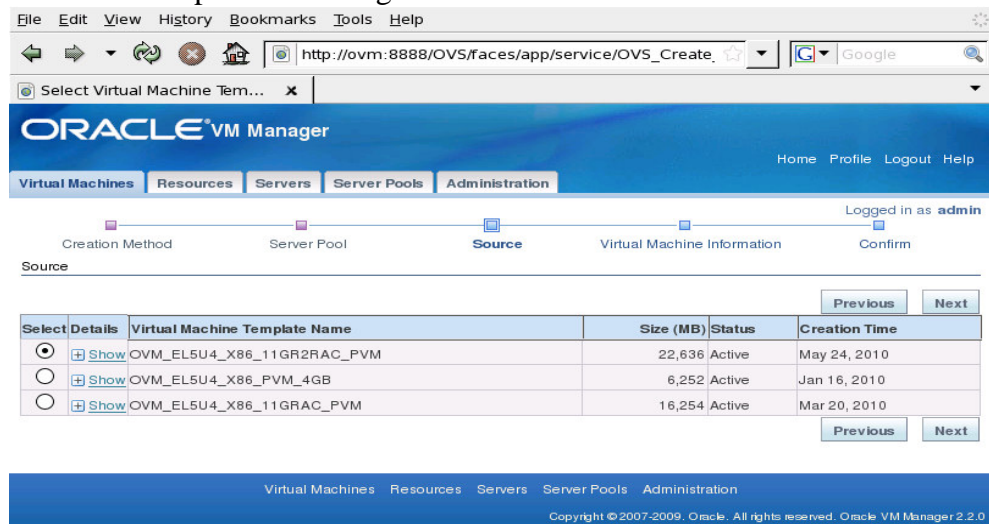 File Edit View History Bookmarks Tools Help
http://ovm:8888/OVS/faces/app/service/OVS_Create_ Google
Select Virtual Machine Tem...
ORACLE VM Manager
Home Profile Logout Help
Virtual Machines Resources Servers Server Pools Administration
Logged in as admin
Creation Method Server Pool Source Virtual Machine Information Confirm
Source
Previous Next
Select Details Virtual Machine Template Name Size (MB) Status Creation Time
Show OVM_EL5U4_X86_11GR2RAC_PVM 22,636 Active May 24, 2010
Show OVM_EL5U4_X86_PVM_4GB 6,252 Active Jan 16, 2010
Show OVM_EL5U4_X86_11GRAC_PVM 16,254 Active Mar 20, 2010
Previous Next
Virtual Machines Resources Servers Server Pools Administration
Copyright © 2007-2009. Oracle. All rights reserved. Oracle VM Manager 2.2.0